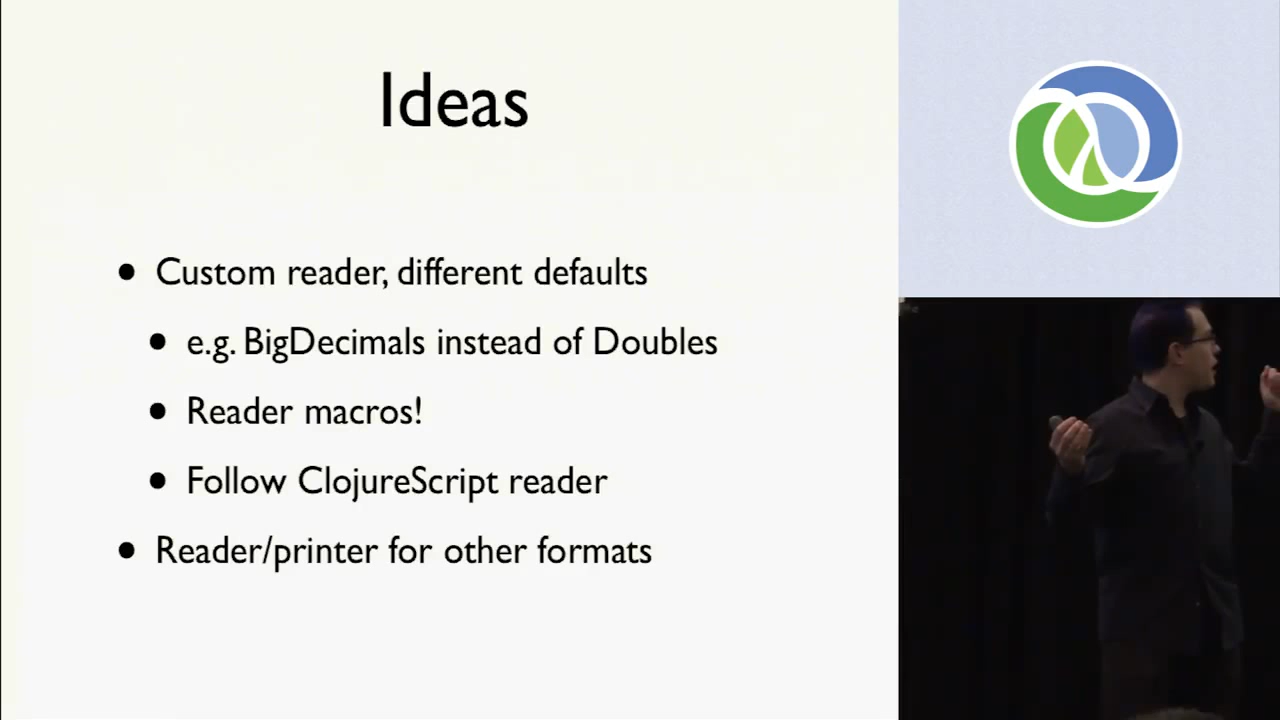 Ideas
• Custom reader, different defaults
• e.g. BigDecimals instead of Doubles
• Reader macros!
• Follow ClojureScript reader
• Reader/printer for other formats